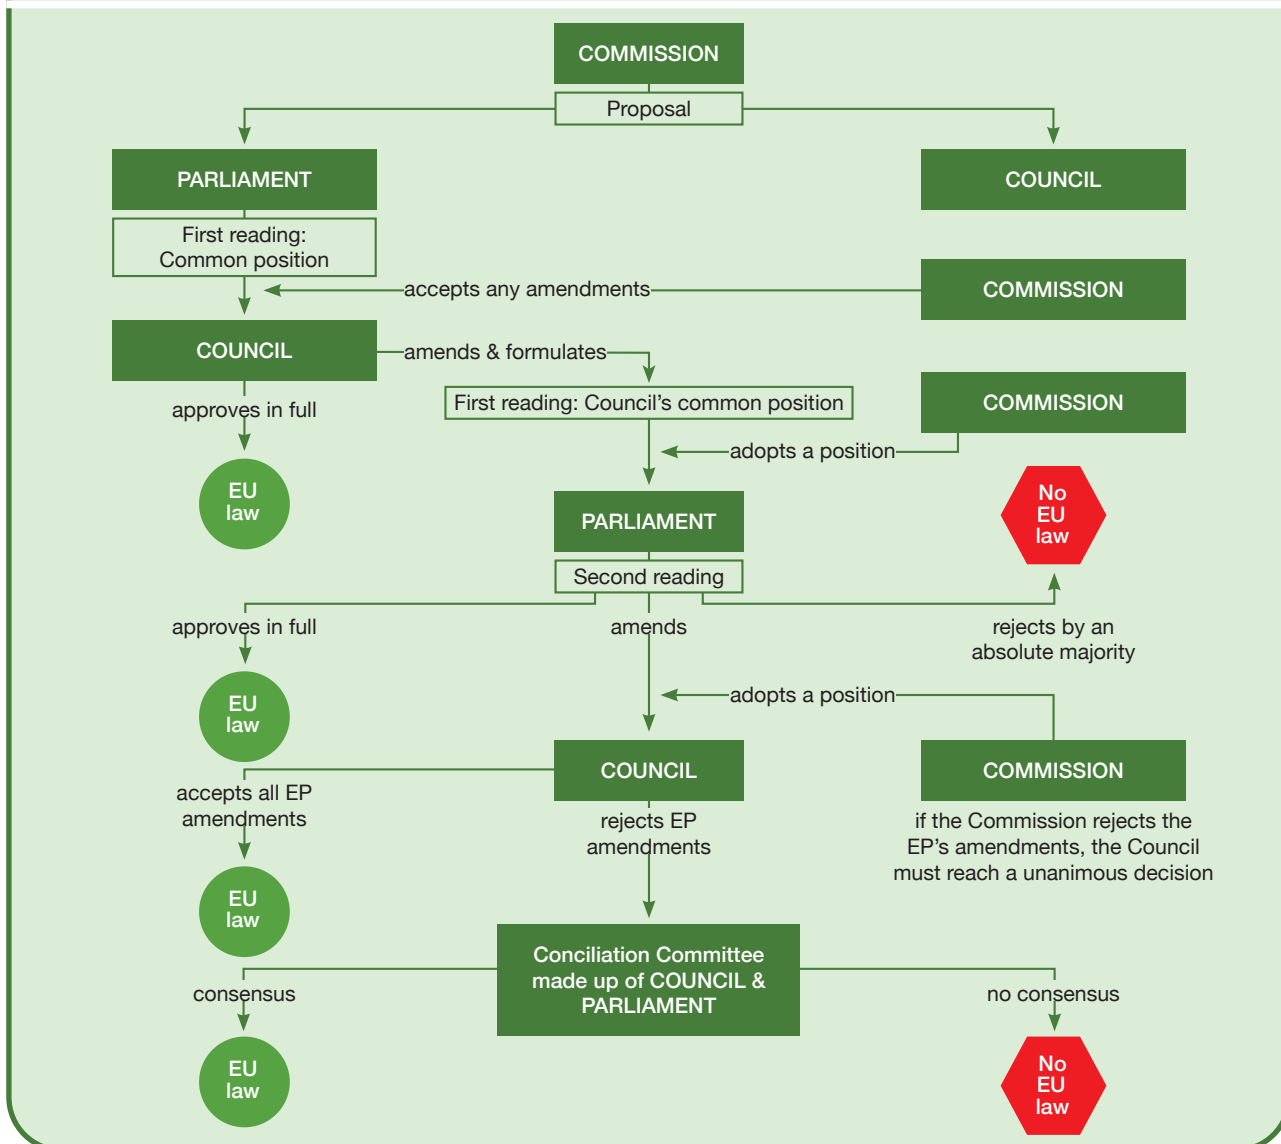 COMMISSION
Proposal
PARLIAMENT
COUNCIL
First reading:
Common position
accepts any amendments
COMMISSION
COUNCIL
amends & formulates
approves in full
First reading: Council’s common position
COMMISSION
adopts a position
EU
law
PARLIAMENT
No
EU
law
Second reading
approves in full
amends
rejects by an
absolute majority
EU
law
adopts a position
COUNCIL
COMMISSION
accepts all EP
amendments
rejects EP
amendments
if the Commission rejects the
EP’s amendments, the Council
must reach a unanimous decision
EU
law
Conciliation Committee
made up of COUNCIL &
PARLIAMENT
consensus
no consensus
EU
law
No
EU
law